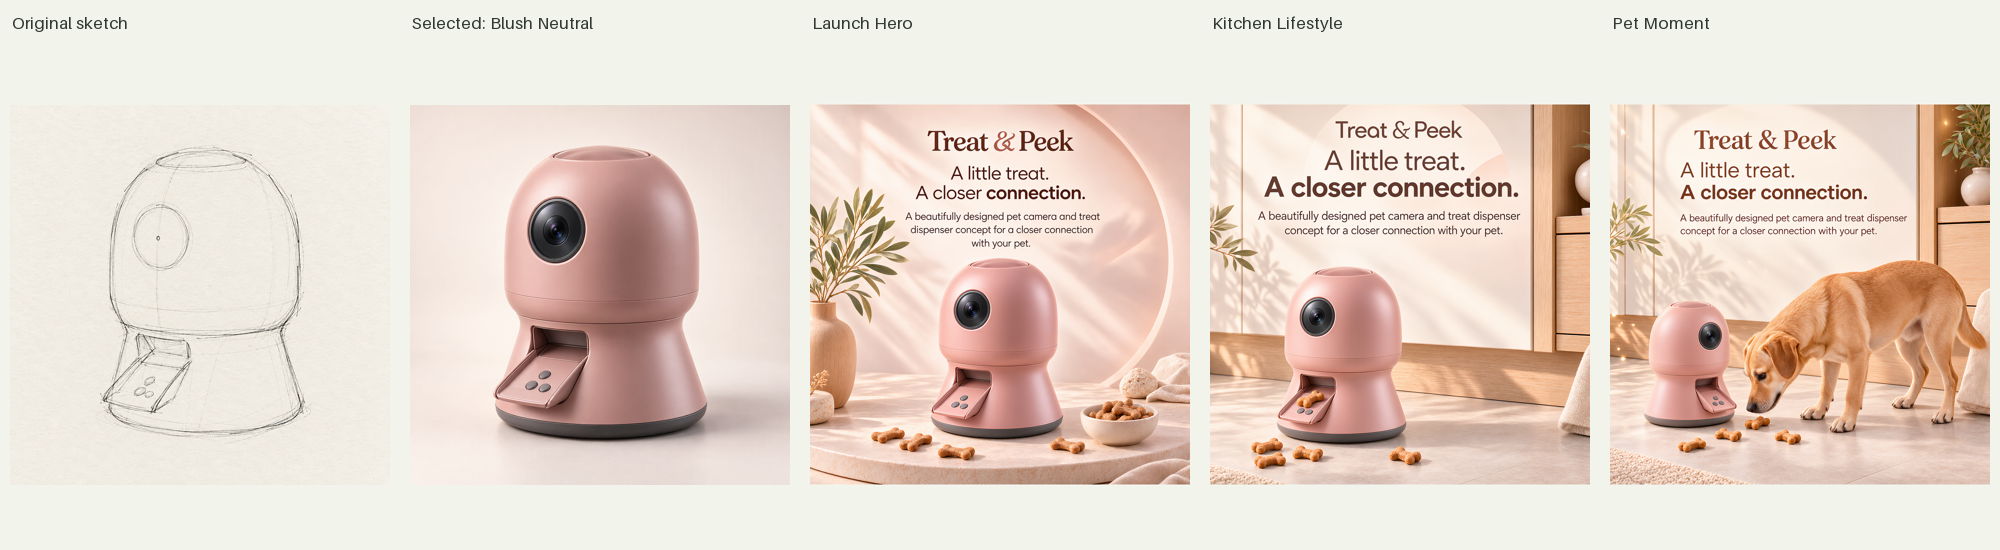 Original sketch
Selected: Blush Neutral
Launch Hero
Kitchen Lifestyle
Pet Moment
Treat & Peek
A little treat.
A closer connection.
A beautifully designed pet camera and treat
dispenser concept for a closer connection
with your pet.
Treat & Peek
A little treat.
A closer connection.
A beautifully designed pet camera and treat dispenser
concept for a closer connection with your pet.
Treat & Peek
A little treat.
A closer connection.
A beautifully designed pet camera and treat dispenser
concept for a closer connection with your pet.